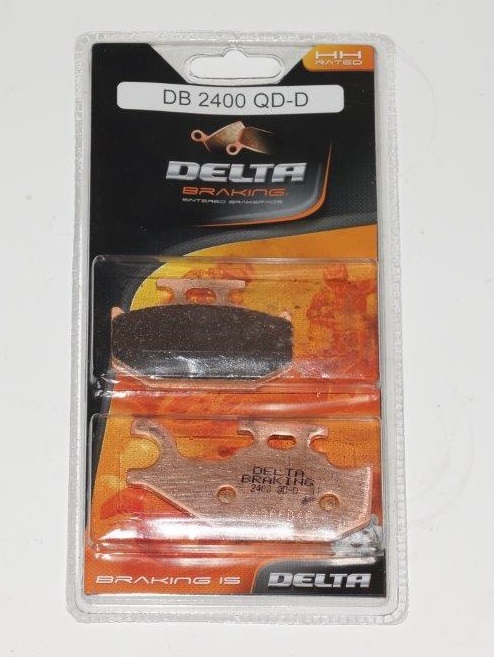 HH
RATED
DB 2400 QD-D
DELTA
BRAKING
SINTERED BRAKEPADS
DELTA
BRAKING
2400 QD-D
BRAKING IS
DELTA